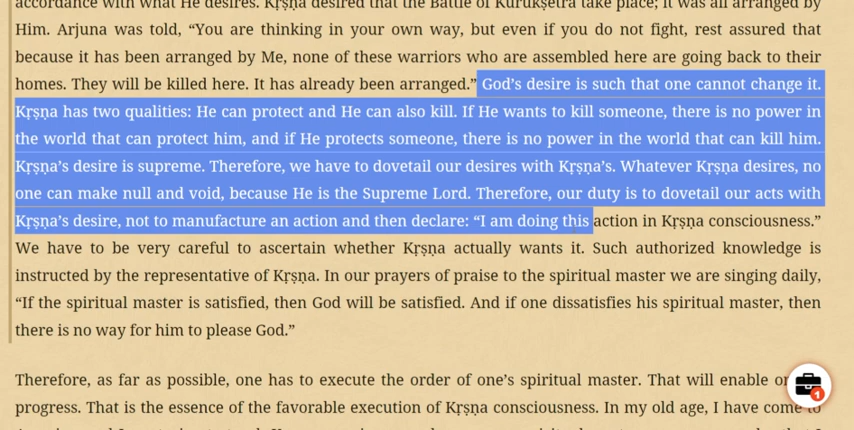 accordance with what He desires. Kṛṣṇa desired that the Battle of Kurukṣetra take place; it was all arranged by
Him. Arjuna was told, “You are thinking in your own way, but even if you do not fight, rest assured that
because it has been arranged by Me, none of these warriors who are assembled here are going back to their
homes. They will be killed here. It has already been arranged.” God’s desire is such that one cannot change it.
Kṛṣṇa has two qualities: He can protect and He can also kill. If He wants to kill someone, there is no power in
the world that can protect him, and if He protects someone, there is no power in the world that can kill him.
Kṛṣṇa’s desire is supreme. Therefore, we have to dovetail our desires with Kṛṣṇa’s. Whatever Kṛṣṇa desires, no
one can make null and void, because He is the Supreme Lord. Therefore, our duty is to dovetail our acts with
Kṛṣṇa’s desire, not to manufacture an action and then declare: “I am doing this action in Kṛṣṇa consciousness.”
We have to be very careful to ascertain whether Kṛṣṇa actually wants it. Such authorized knowledge is
instructed by the representative of Kṛṣṇa. In our prayers of praise to the spiritual master we are singing daily,
“If the spiritual master is satisfied, then God will be satisfied. And if one dissatisfies his spiritual master, then
there is no way for him to please God.”
Therefore, as far as possible, one has to execute the order of one’s spiritual master. That will enable
progress. That is the essence of the favorable execution of Kṛṣṇa consciousness. In my old age, I have come to
1